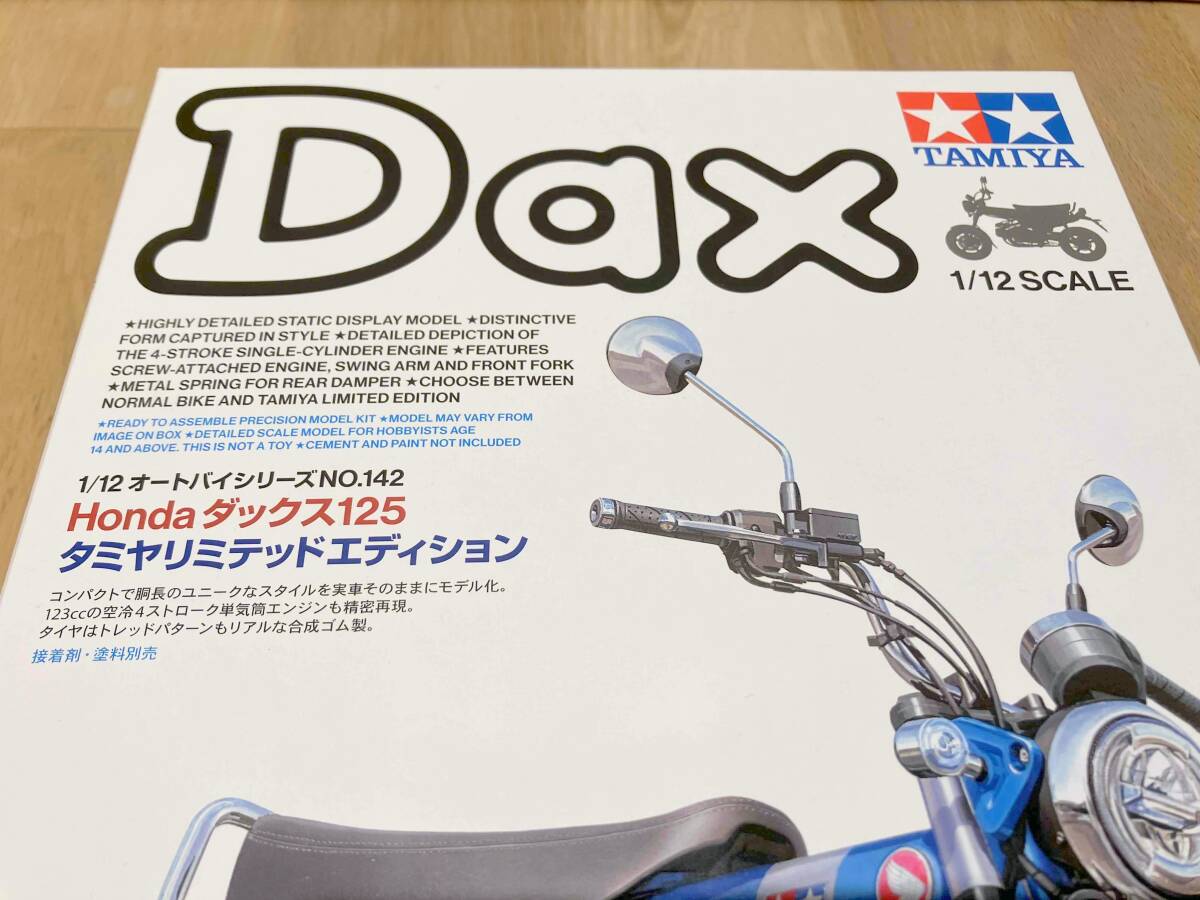 Dax
TAMIYA
1/12 SCALE
★HIGHLY DETAILED STATIC DISPLAY MODEL ★DISTINCTIVE
FORM CAPTURED IN STYLE ★DETAILED DEPICTION OF
THE 4-STROKE SINGLE-CYLINDER ENGINE ★FEATURES
SCREW-ATTACHED ENGINE, SWING ARM AND FRONT FORK
★METAL SPRING FOR REAR DAMPER ★CHOOSE BETWEEN
NORMAL BIKE AND TAMIYA LIMITED EDITION
★READY TO ASSEMBLE PRECISION MODEL KIT ★MODEL MAY VARY FROM
IMAGE ON BOX ★DETAILED SCALE MODEL FOR HOBBYISTS AGE
14 AND ABOVE. THIS IS NOT A TOY ★CEMENT AND PAINT NOT INCLUDED
1/12 オートバイシリーズNO.142
Hondaダックス125
タミヤリミテッドエディション
コンパクトで胴長のユニークなスタイルを実車そのままにモデル化。
123ccの空冷4ストローク単気筒エンジンも精密再現。
タイヤはトレッドパターンもリアルな合成ゴム製。
接着剤・塗料別売